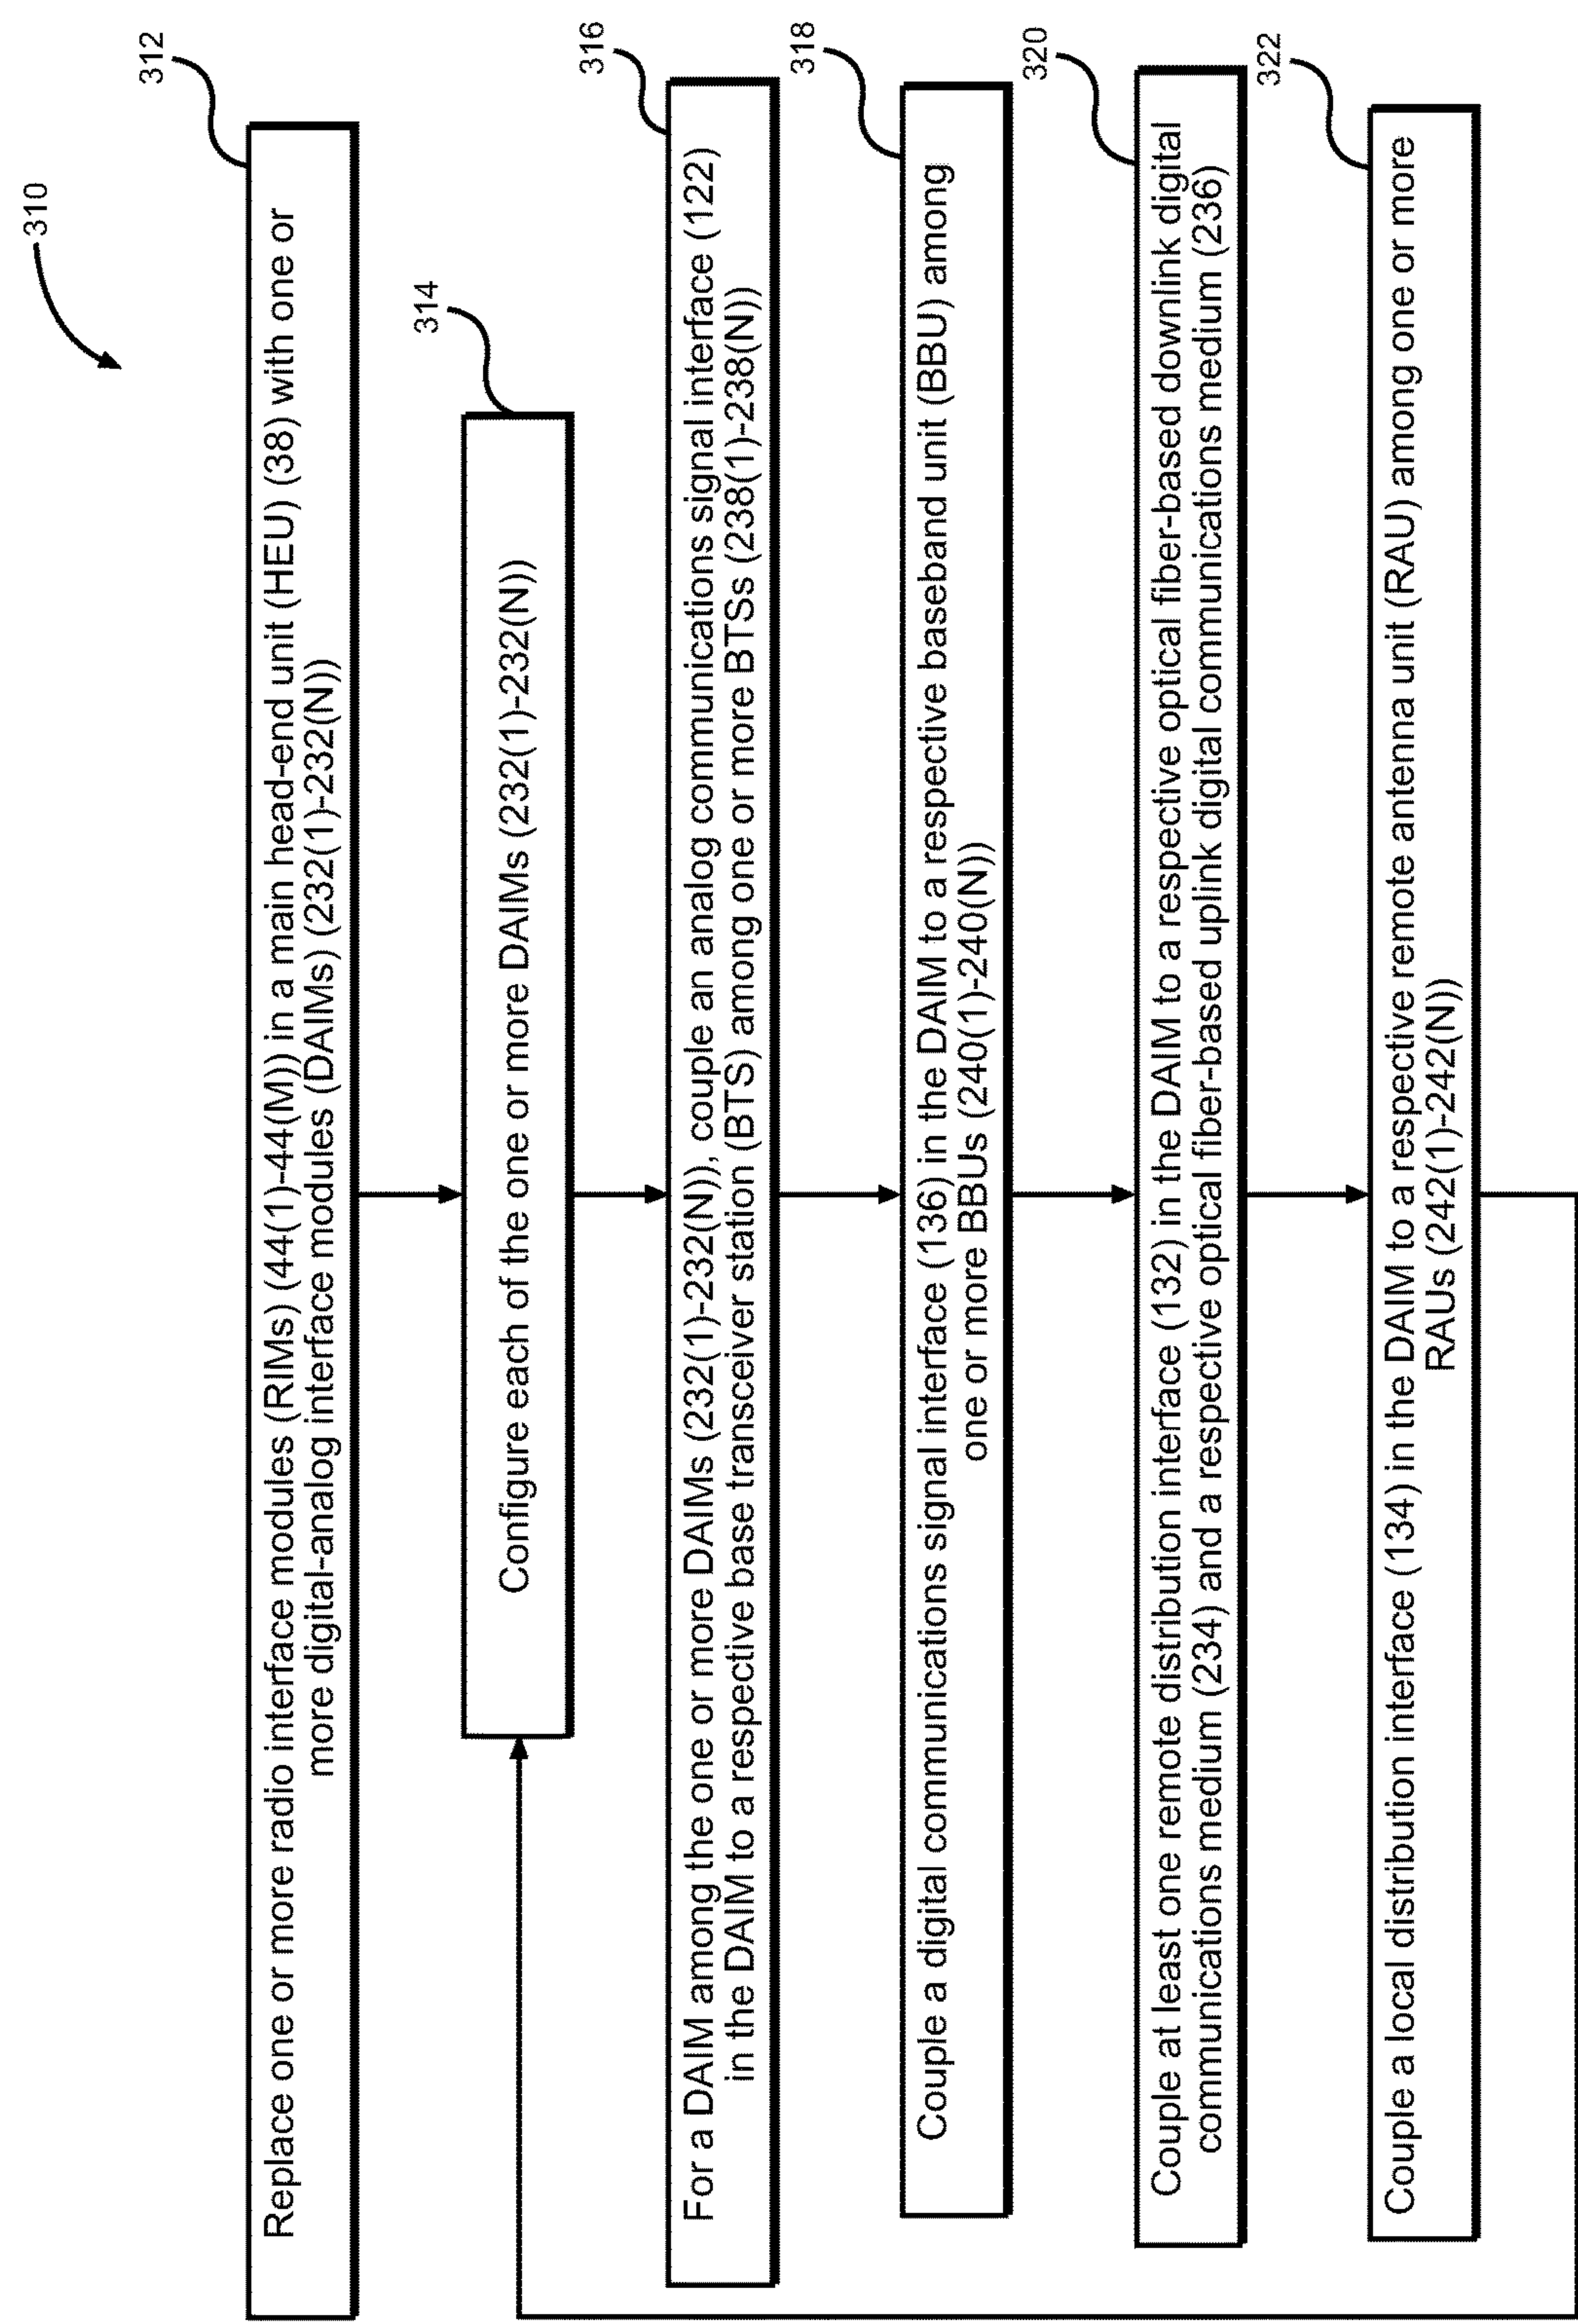 310
312
Replace one or more radio interface modules (RIMs) (44(1)-44(M)) in a main head-end unit (HEU) (38) with one or
more digital-analog interface modules (DAIMs) (232(1)-232(N))
314
Configure each of the one or more DAIMs (232(1)-232(N))
316
For a DAIM among the one or more DAIMs (232(1)-232(N)), couple an analog communications signal interface (122)
in the DAIM to a respective base transceiver station (BTS) among one or more BTSs (238(1)-238(N))
318
Couple a digital communications signal interface (136) in the DAIM to a respective baseband unit (BBU) among
one or more BBUs (240(1)-240(N))
320
Couple at least one remote distribution interface (132) in the DAIM to a respective optical fiber-based downlink digital
communications medium (234) and a respective optical fiber-based uplink digital communications medium (236)
322
Couple a local distribution interface (134) in the DAIM to a respective remote antenna unit (RAU) among one or more
RAUs (242(1)-242(N))